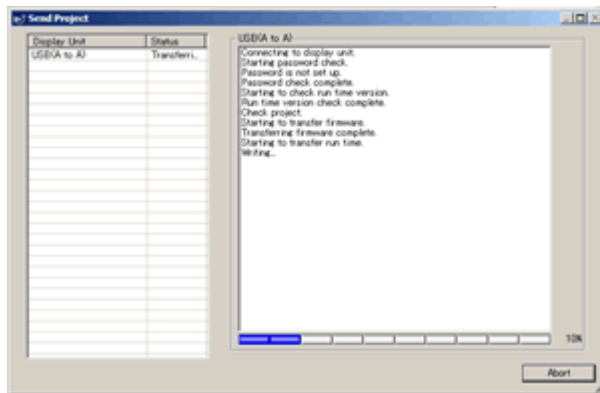 Send Project
Display Unit Status
USB(A to A) Transferri..
USB(A to A)
Connecting to display unit.
Starting password check.
Password is not set up.
Password check complete.
Starting to check run time version.
Run time version check complete.
Check project.
Starting to transfer firmware.
Transferring firmware complete.
Starting to transfer run time.
Writing..
10%
Abort